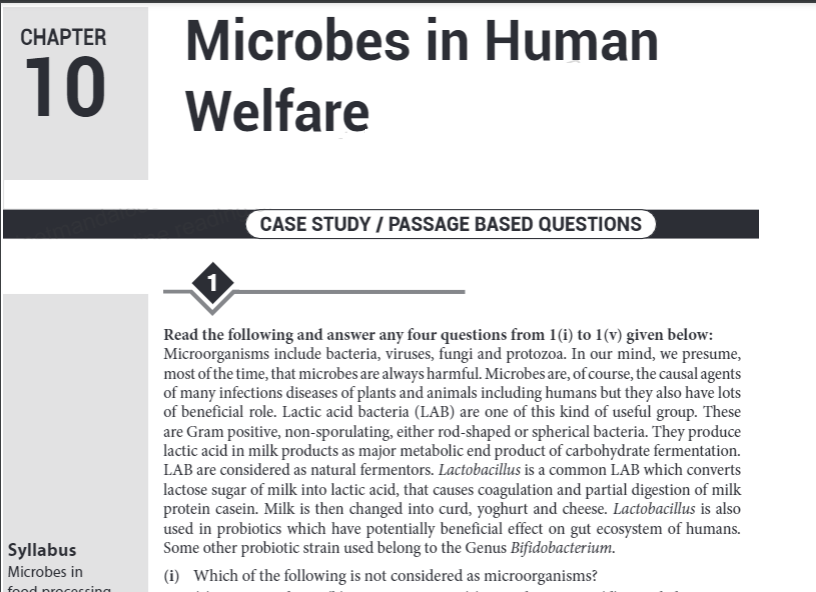 CHAPTER
10
Microbes in Human
Welfare
CASE STUDY / PASSAGE BASED QUESTIONS
1
Read the following and answer any four questions from 1(i) to 1(v) given below:
Microorganisms include bacteria, viruses, fungi and protozoa. In our mind, we presume,
most of the time, that microbes are always harmful. Microbes are, of course, the causal agents
of many infections diseases of plants and animals including humans but they also have lots
of beneficial role. Lactic acid bacteria (LAB) are one of this kind of useful group. These
are Gram positive, non-sporulating, either rod-shaped or spherical bacteria. They produce
lactic acid in milk products as major metabolic end product of carbohydrate fermentation.
LAB are considered as natural fermentors. Lactobacillus is a common LAB which converts
lactose sugar of milk into lactic acid, that causes coagulation and partial digestion of milk
protein casein. Milk is then changed into curd, yoghurt and cheese. Lactobacillus is also
used in probiotics which have potentially beneficial effect on gut ecosystem of humans.
Some other probiotic strain used belong to the Genus Bifidobacterium.
(i) Which of the following is not considered as microorganisms?
Syllabus
Microbes in
food processing